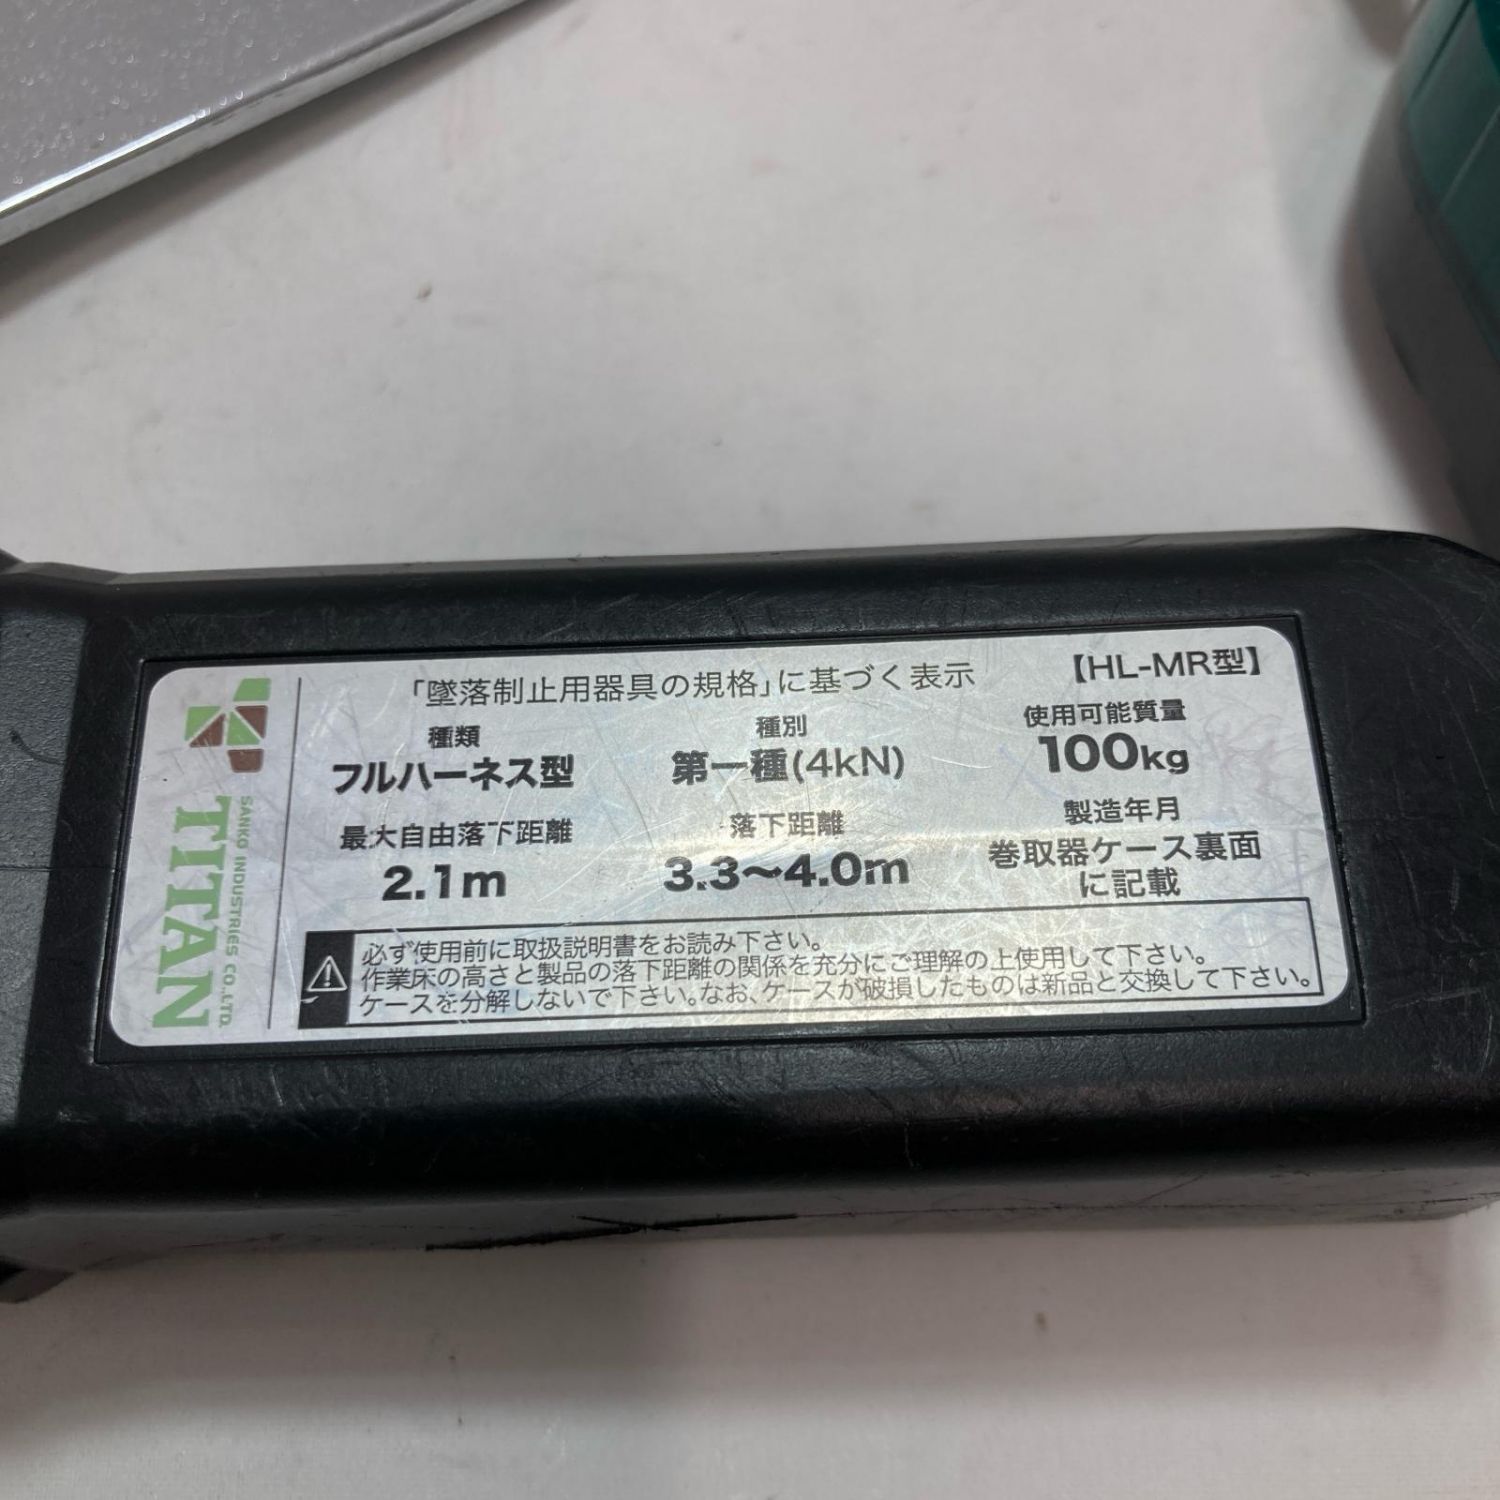 「墜落制止用器具の規格」に基づく表示
【HL-MR型】
種類
フルハーネス型
種別
第一種(4kN)
使用可能質量
100kg
最大自由落下距離
2.1m
落下距離
3.3～4.0m
製造年月
巻取器ケース裏面
に記載
必ず使用前に取扱説明書をお読み下さい。
作業床の高さと製品の落下距離の関係を充分にご理解の上使用して下さい。
ケースを分解しないで下さい。なお、ケースが破損したものは新品と交換して下さい。
SANKO INDUSTRIES CO.,LTD.
TITAN